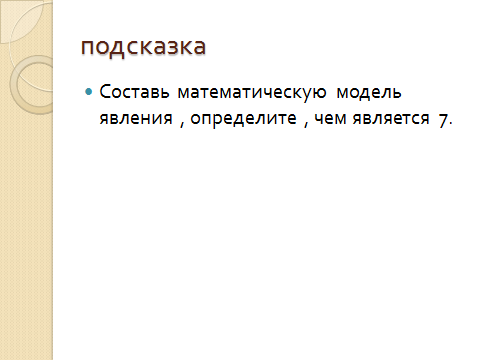 подсказка
Составь математическую модель
явления , определите , чем является 7.